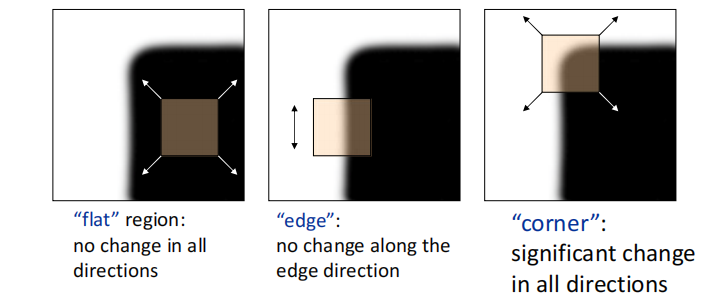 “flat” region:
no change in all
directions
“edge”:
no change along the
edge direction
“corner”:
significant change
in all directions